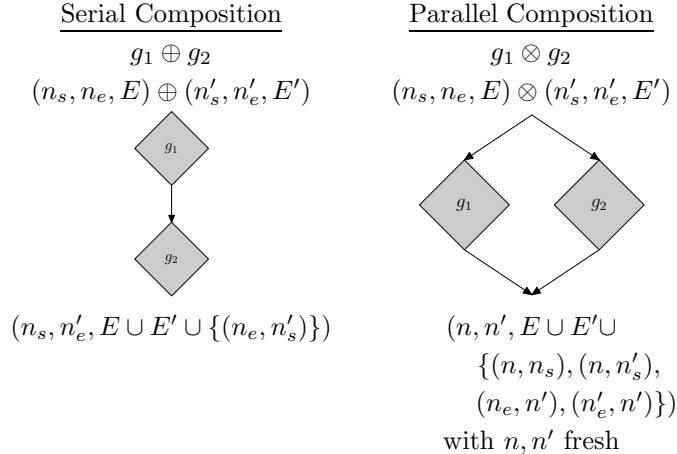 Serial Composition
g₁ ⊕ g₂
(nₛ, nₑ, E) ⊕ (n′ₛ, n′ₑ, E′)
g₁
g₂
(nₛ, n′ₑ, E ∪ E′ ∪ {(nₑ, n′ₛ)})
Parallel Composition
g₁ ⊗ g₂
(nₛ, nₑ, E) ⊗ (n′ₛ, n′ₑ, E′)
g₁
g₂
(n, n′, E ∪ E′∪
{(n, nₛ), (n, n′ₛ),
(nₑ, n′), (n′ₑ, n′)})
with n, n′ fresh